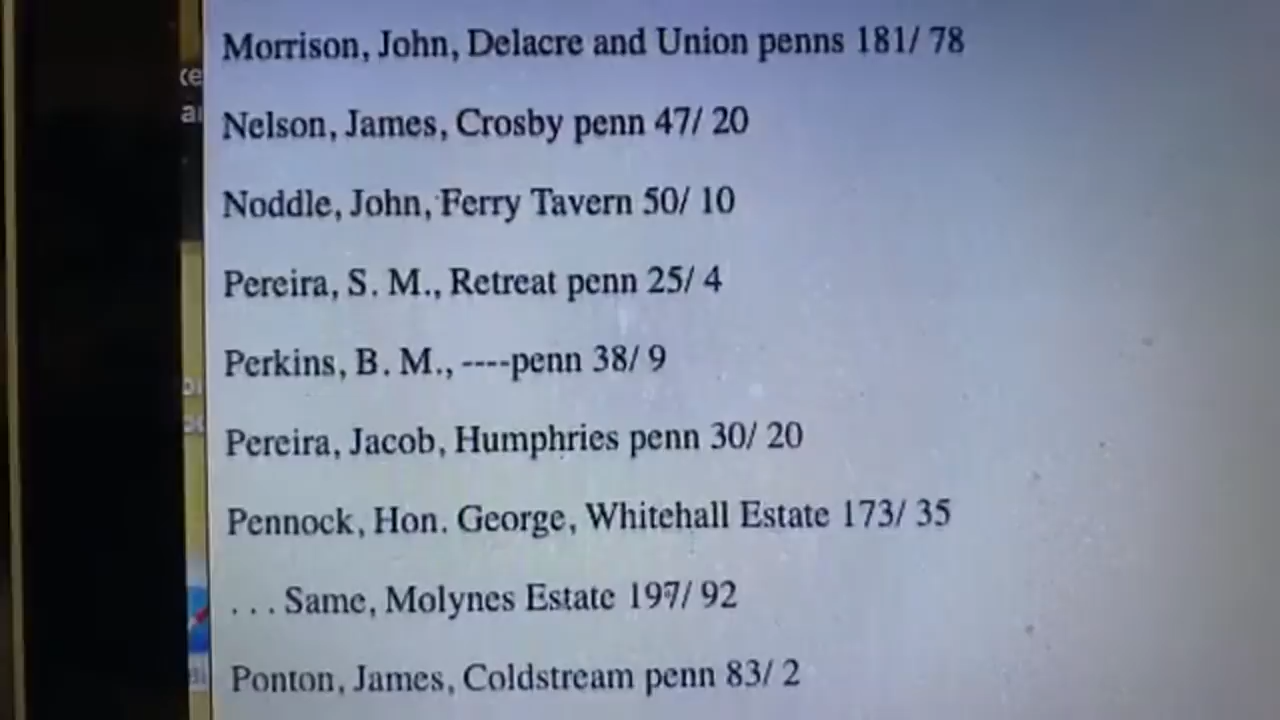 Morrison, John, Delacre and Union penns 181/ 78
Nelson, James, Crosby penn 47/ 20
Noddle, John, Ferry Tavern 50/ 10
Pereira, S. M., Retreat penn 25/ 4
Perkins, B. M., ----penn 38/ 9
Pereira, Jacob, Humphries penn 30/ 20
Pennock, Hon. George, Whitehall Estate 173/ 35
. . . Same, Molynes Estate 197/ 92
Ponton, James, Coldstream penn 83/ 2